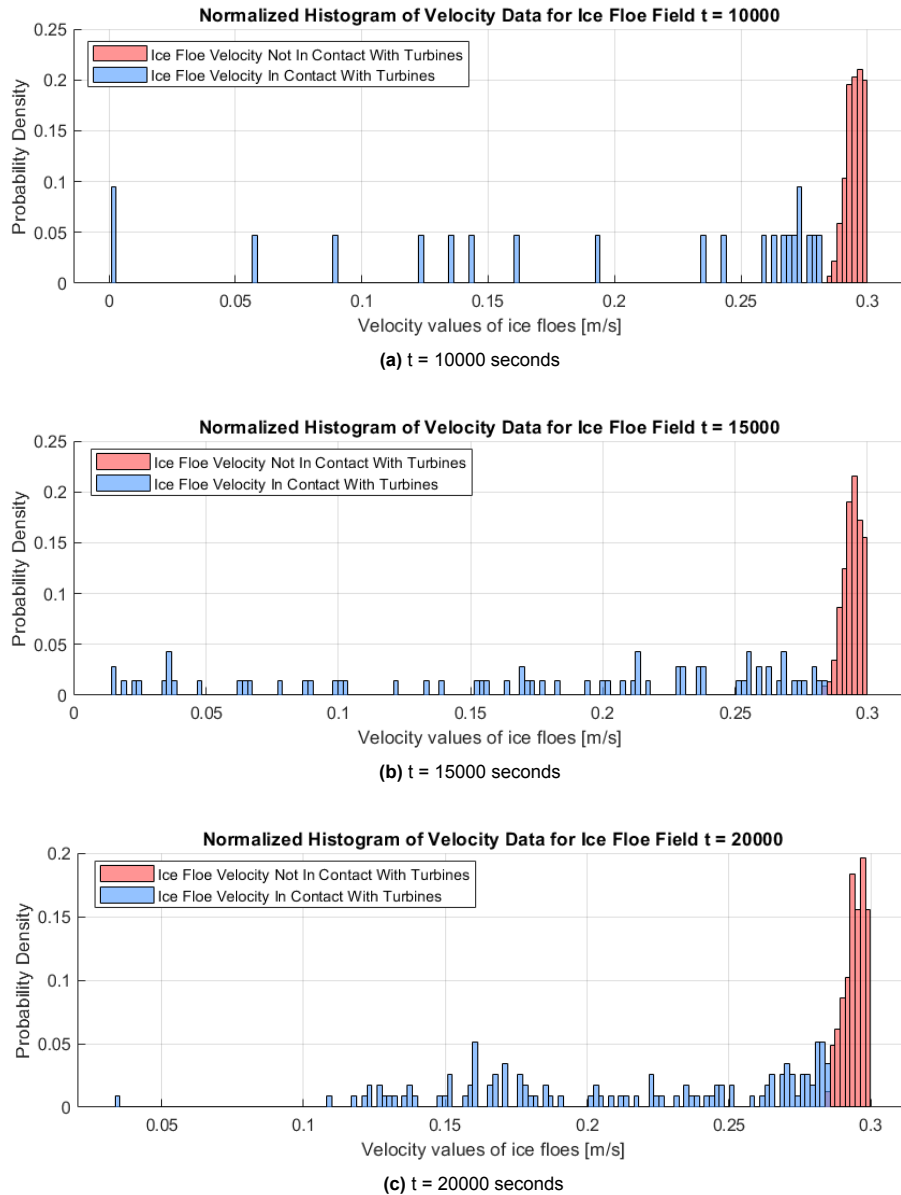 Normalized Histogram of Velocity Data for Ice Floe Field t = 10000
0.25
Ice Floe Velocity Not In Contact With Turbines
Ice Floe Velocity In Contact With Turbines
0.2
0.15
0.1
0.05
0
Probability Density
0 0.05 0.1 0.15 0.2 0.25 0.3
Velocity values of ice floes [m/s]
(a) t = 10000 seconds
Normalized Histogram of Velocity Data for Ice Floe Field t = 15000
0.25
Ice Floe Velocity Not In Contact With Turbines
Ice Floe Velocity In Contact With Turbines
0.2
0.15
0.1
0.05
0
Probability Density
0 0.05 0.1 0.15 0.2 0.25 0.3
Velocity values of ice floes [m/s]
(b) t = 15000 seconds
Normalized Histogram of Velocity Data for Ice Floe Field t = 20000
0.2
Ice Floe Velocity Not In Contact With Turbines
Ice Floe Velocity In Contact With Turbines
0.15
0.1
0.05
0
Probability Density
0.05 0.1 0.15 0.2 0.25 0.3
Velocity values of ice floes [m/s]
(c) t = 20000 seconds